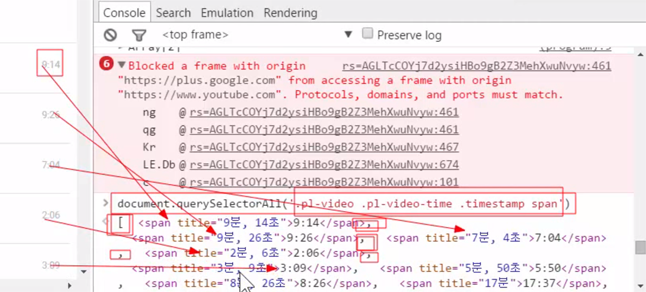 Console Search Emulation Rendering
<top frame> Preserve log
Array[2] (program):9
6 Blocked a frame with origin rs=AGLTcCOYj7d2ysiHBo9gB2Z3MehXwuNvyw:461
"https://plus.google.com" from accessing a frame with origin
"https://www.youtube.com". Protocols, domains, and ports must match.
ng @ rs=AGLTcCOYj7d2ysiHBo9gB2Z3MehXwuNvyw:461
qg @ rs=AGLTcCOYj7d2ysiHBo9gB2Z3MehXwuNvyw:461
Kr @ rs=AGLTcCOYj7d2ysiHBo9gB2Z3MehXwuNvyw:467
LE.Db @ rs=AGLTcCOYj7d2ysiHBo9gB2Z3MehXwuNvyw:674
@ rs=AGLTcCOYj7d2ysiHBo9gB2Z3MehXwuNvyw:101
> document.querySelectorAll('.pl-video .pl-video-time .timestamp span')
[ <span title="9분, 14초">9:14</span>,
<span title="9분, 26초">9:26</span>, <span title="7분, 4초">7:04</span>
, <span title="2분, 6초">2:06</span>,
<span title="3분, 9초">3:09</span>, <span title="5분, 50초">5:50</span>
, <span title="8분, 26초">8:26</span>, <span title="17분">17:37</span>,
9:14
9:26
7:04
2:06
3:09